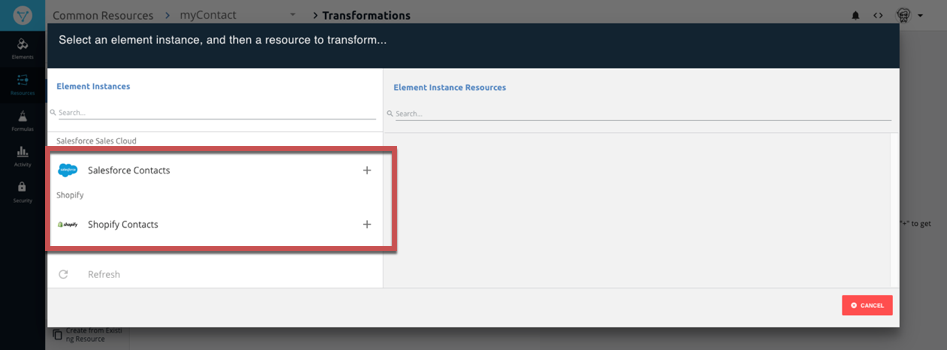 Common Resources > myContact > Transformations
Select an element instance, and then a resource to transform...
Elements
Resources
Formulas
Activity
Security
Element Instances
Search...
Salesforce Sales Cloud
salesforce Salesforce Contacts +
Shopify
shopify Shopify Contacts +
Refresh
Element Instance Resources
Search...
"+" to get
CANCEL
Create from Existi
ng Resource